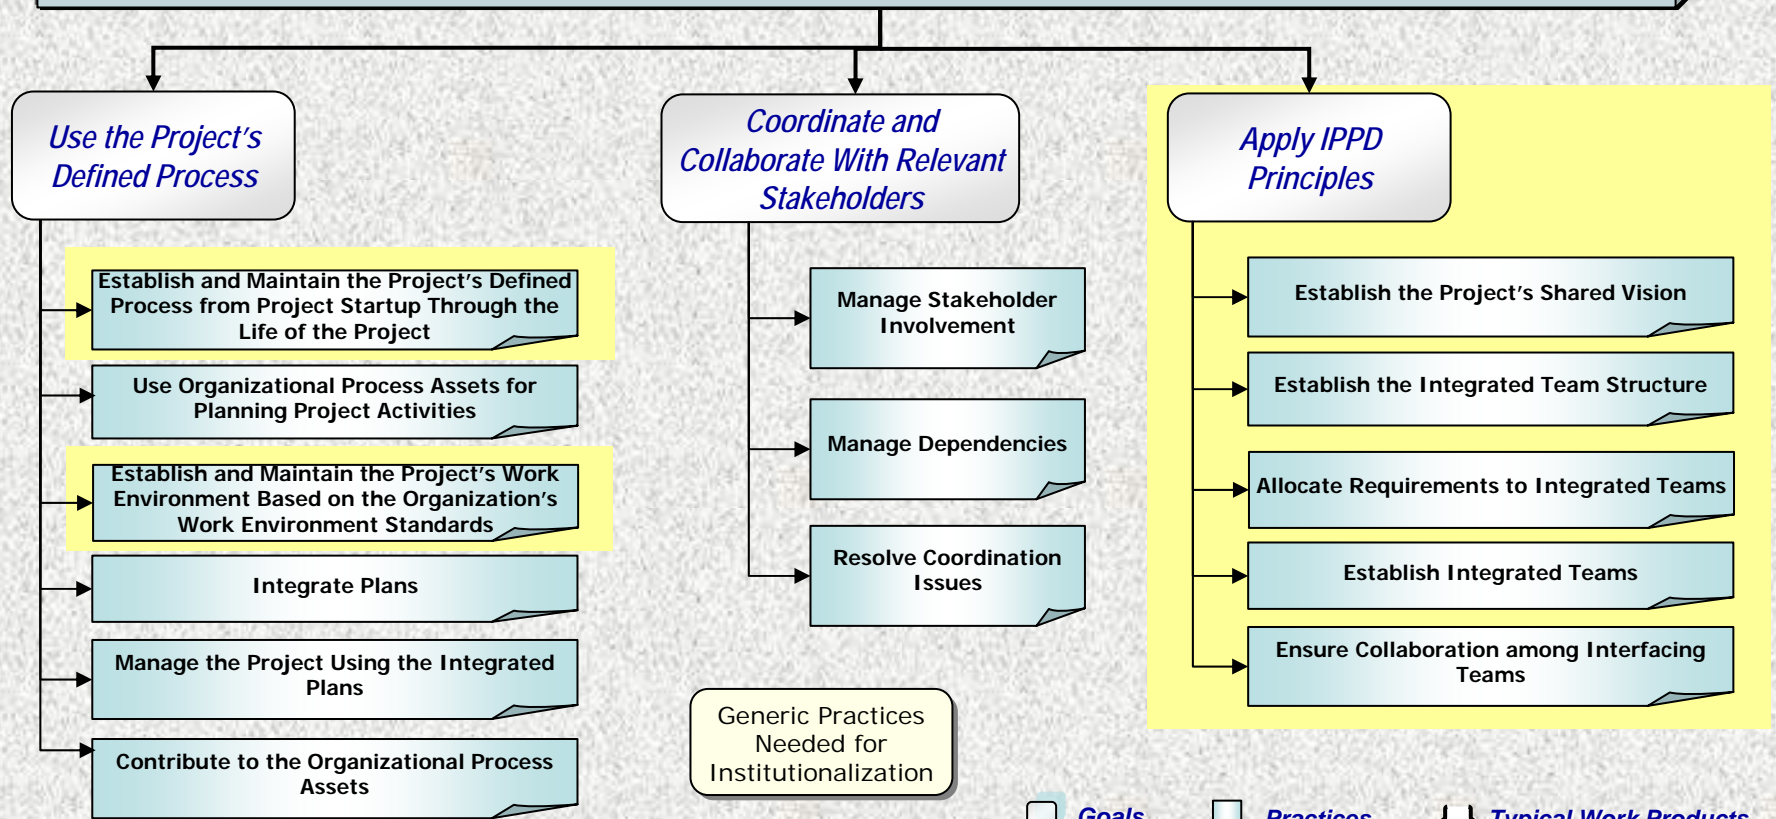 Use the Project's
Defined Process
Establish and Maintain the Project's Defined
Process from Project Startup Through the
Life of the Project
Use Organizational Process Assets for
Planning Project Activities
Establish and Maintain the Project's Work
Environment Based on the Organization's
Work Environment Standards
Integrate Plans
Manage the Project Using the Integrated
Plans
Contribute to the Organizational Process
Assets
Coordinate and
Collaborate With Relevant
Stakeholders
Manage Stakeholder
Involvement
Manage Dependencies
Resolve Coordination
Issues
Apply IPPD
Principles
Establish the Project's Shared Vision
Establish the Integrated Team Structure
Allocate Requirements to Integrated Teams
Establish Integrated Teams
Ensure Collaboration among Interfacing
Teams
Generic Practices
Needed for
Institutionalization
Goals
Practices
Typical Work Products